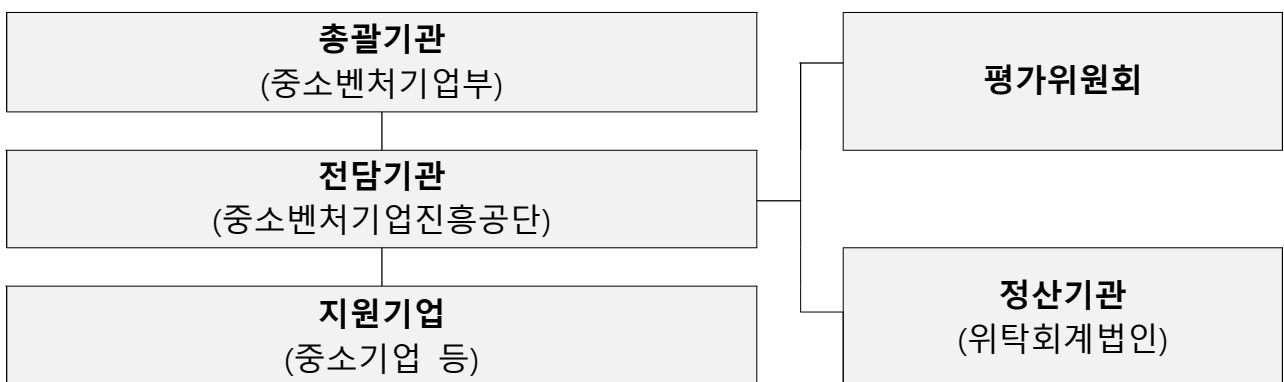 총괄기관
(중소벤처기업부)
전담기관
(중소벤처기업진흥공단)
지원기업
(중소기업 등)
평가위원회
정산기관
(위탁회계법인)